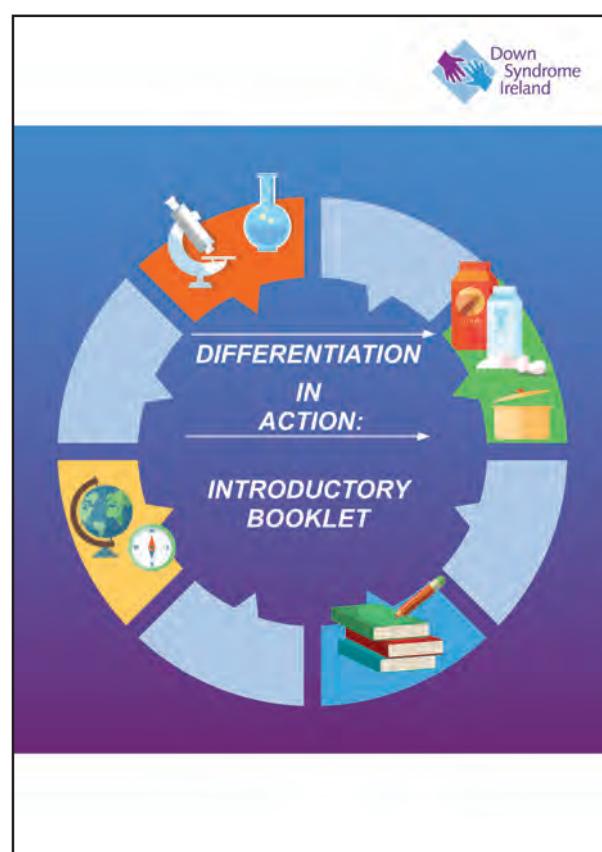 Down
Syndrome
Ireland
DIFFERENTIATION
IN
ACTION:
INTRODUCTORY
BOOKLET